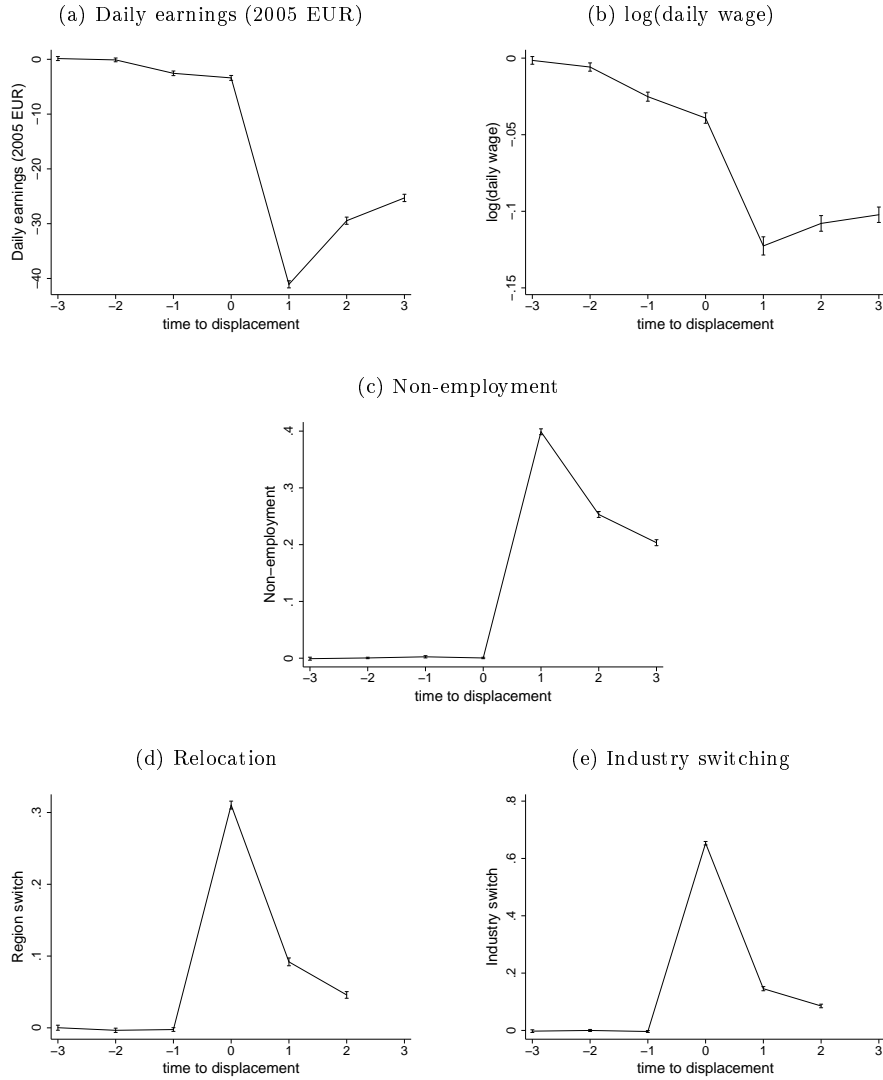 (a) Daily earnings (2005 EUR)
Daily earnings (2005 EUR)
0
−10
−20
−30
−40
−3 −2 −1 0 1 2 3
time to displacement
(b) log(daily wage)
log(daily wage)
−0
−.05
−.1
−.15
−3 −2 −1 0 1 2 3
time to displacement
(c) Non-employment
Non−employment
.4
.3
.2
.1
0
−3 −2 −1 0 1 2 3
time to displacement
(d) Relocation
Region switch
.3
.2
.1
0
−3 −2 −1 0 1 2 3
time to displacement
(e) Industry switching
Industry switch
.8
.6
.4
.2
0
−3 −2 −1 0 1 2 3
time to displacement